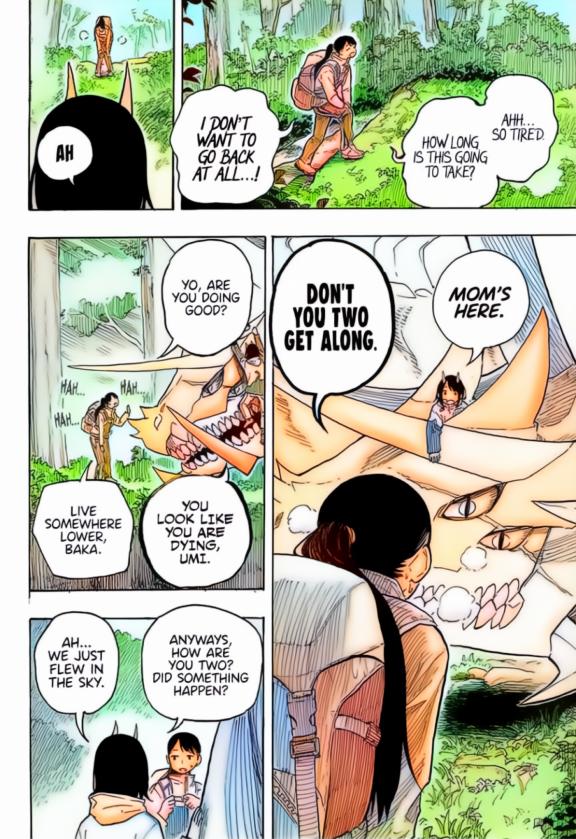 AH
I DON'T
WANT TO
GO BACK
AT ALL...!
HOW LONG
IS THIS GOING
TO TAKE?
AHH...
SO TIRED.
YO, ARE
YOU DOING
GOOD?
HAH...
HAH...
HAH...
LIVE
SOMEWHERE
LOWER,
BAKA.
YOU
LOOK LIKE
YOU ARE
DYING,
UMI.
DON'T
YOU TWO
GET ALONG.
MOM'S
HERE.
AH...
WE JUST
FLEW IN
THE SKY.
ANYWAYS,
HOW ARE
YOU TWO?
DID SOMETHING
HAPPEN?